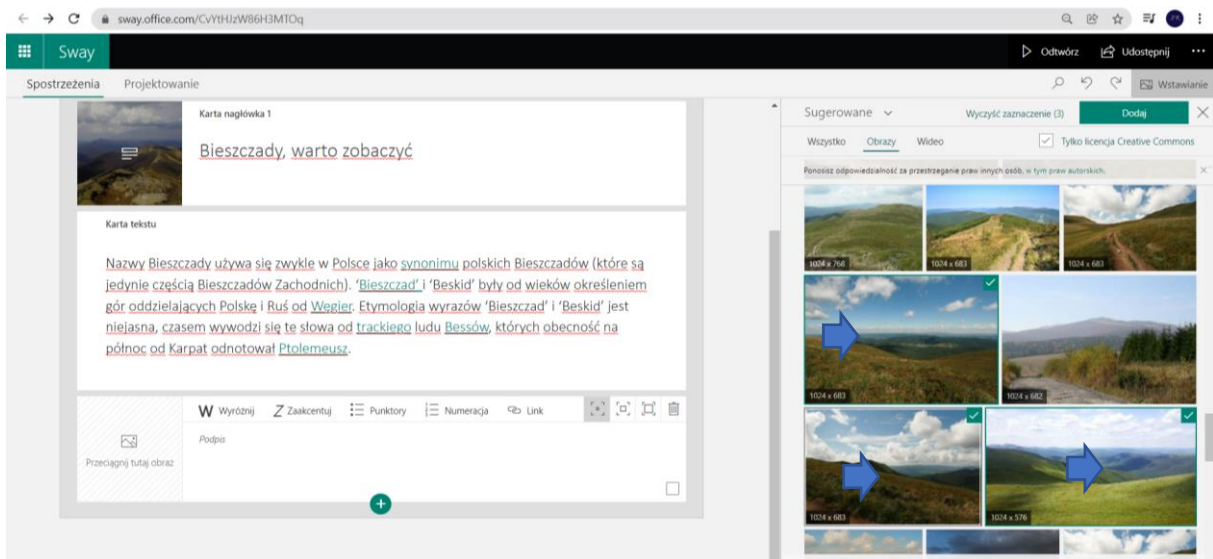 sway.office.com/CvYtHJzW86H3MTOq
PK
Sway
Odtwórz
Udostępnij
Spostrzeżenia
Projektowanie
Wstawianie
Karta nagłówka 1
Bieszczady, warto zobaczyć
Karta tekstu
Nazwy Bieszczady używa się zwykle w Polsce jako synonimu polskich Bieszczadów (które są
jedynie częścią Bieszczadów Zachodnich). 'Bieszczad' i 'Beskid' były od wieków określeniem
gór oddzielających Polskę i Ruś od Węgier. Etymologia wyrazów 'Bieszczad' i 'Beskid' jest
niejasna, czasem wywodzi się te słowa od trackiego ludu Bessów, których obecność na
północ od Karpat odnotował Ptolemeusz.
W Wyróżnij
Z Zaakcentuj
Punktory
Numeracja
Link
Przeciągnij tutaj obraz
Podpis
Sugerowane
Wyczyść zaznaczenie (3)
Dodaj
Wszystko
Obrazy
Wideo
Tylko licencja Creative Commons
Ponosisz odpowiedzialność za przestrzeganie praw innych osób, w tym praw autorskich.
1024 x 768
1024 x 683
1024 x 683
1024 x 683
1024 x 682
1024 x 683
1024 x 576